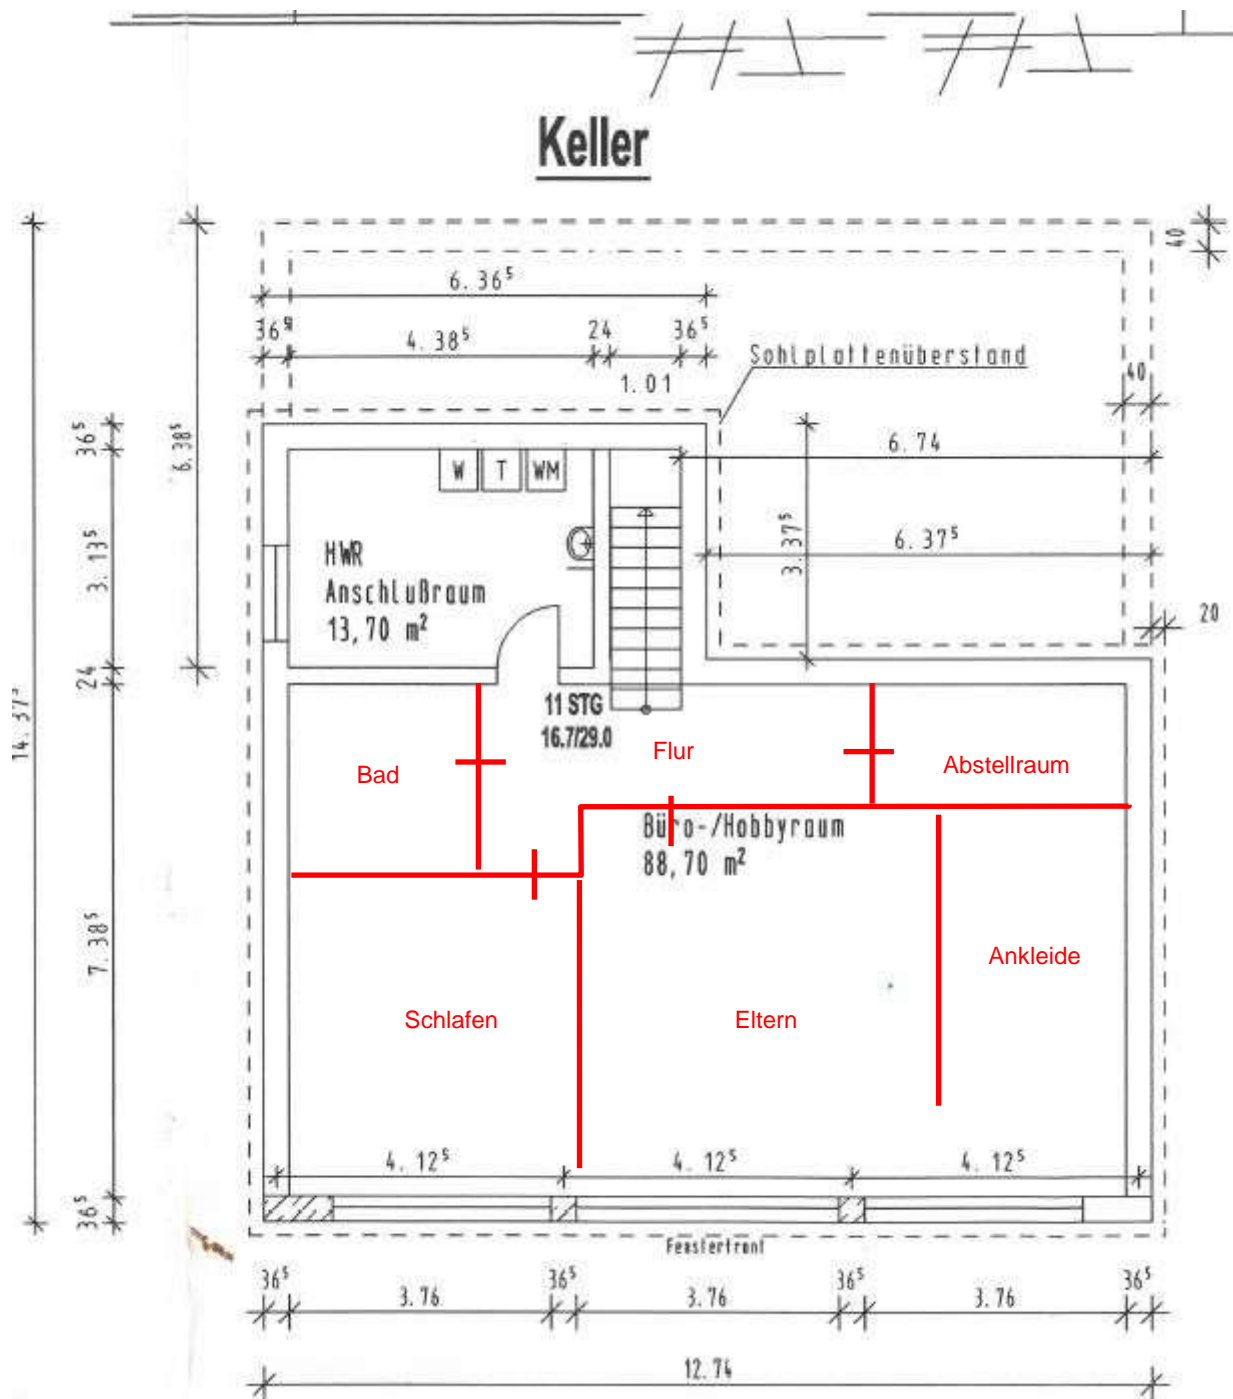 Keller
40
6.36⁵
36⁵
4.38⁵
24
36⁵
1.01
Sohlplattenüberstand
40
6.74
36⁵
6.38⁵
W
T
WM
3.13⁵
3.37⁵
6.37⁵
HWR
Anschlußraum
13,70 m²
20
24
14.37⁵
11 STG
16.7/29.0
Flur
Bad
Abstellraum
Büro-/Hobbyraum
88,70 m²
7.38⁵
Ankleide
Schlafen
Eltern
4.12⁵
4.12⁵
4.12⁵
36⁵
Fensterfront
36⁵
3.76
36⁵
3.76
36⁵
3.76
36⁵
12.74